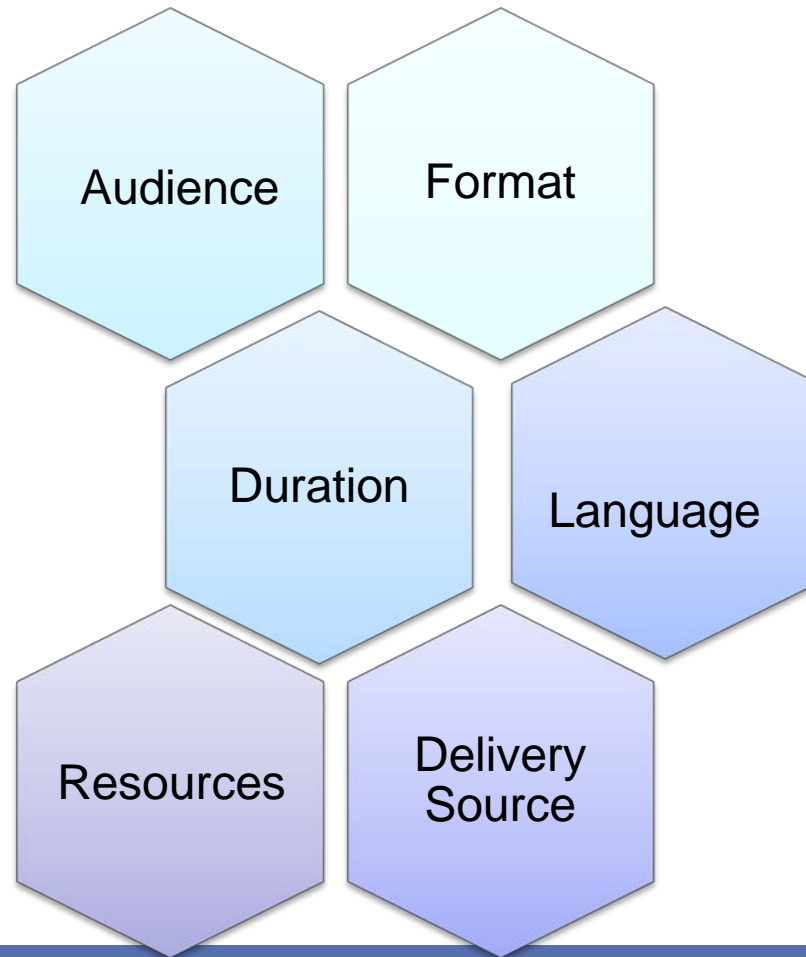 Audience
Format
Duration
Language
Resources
Delivery
Source